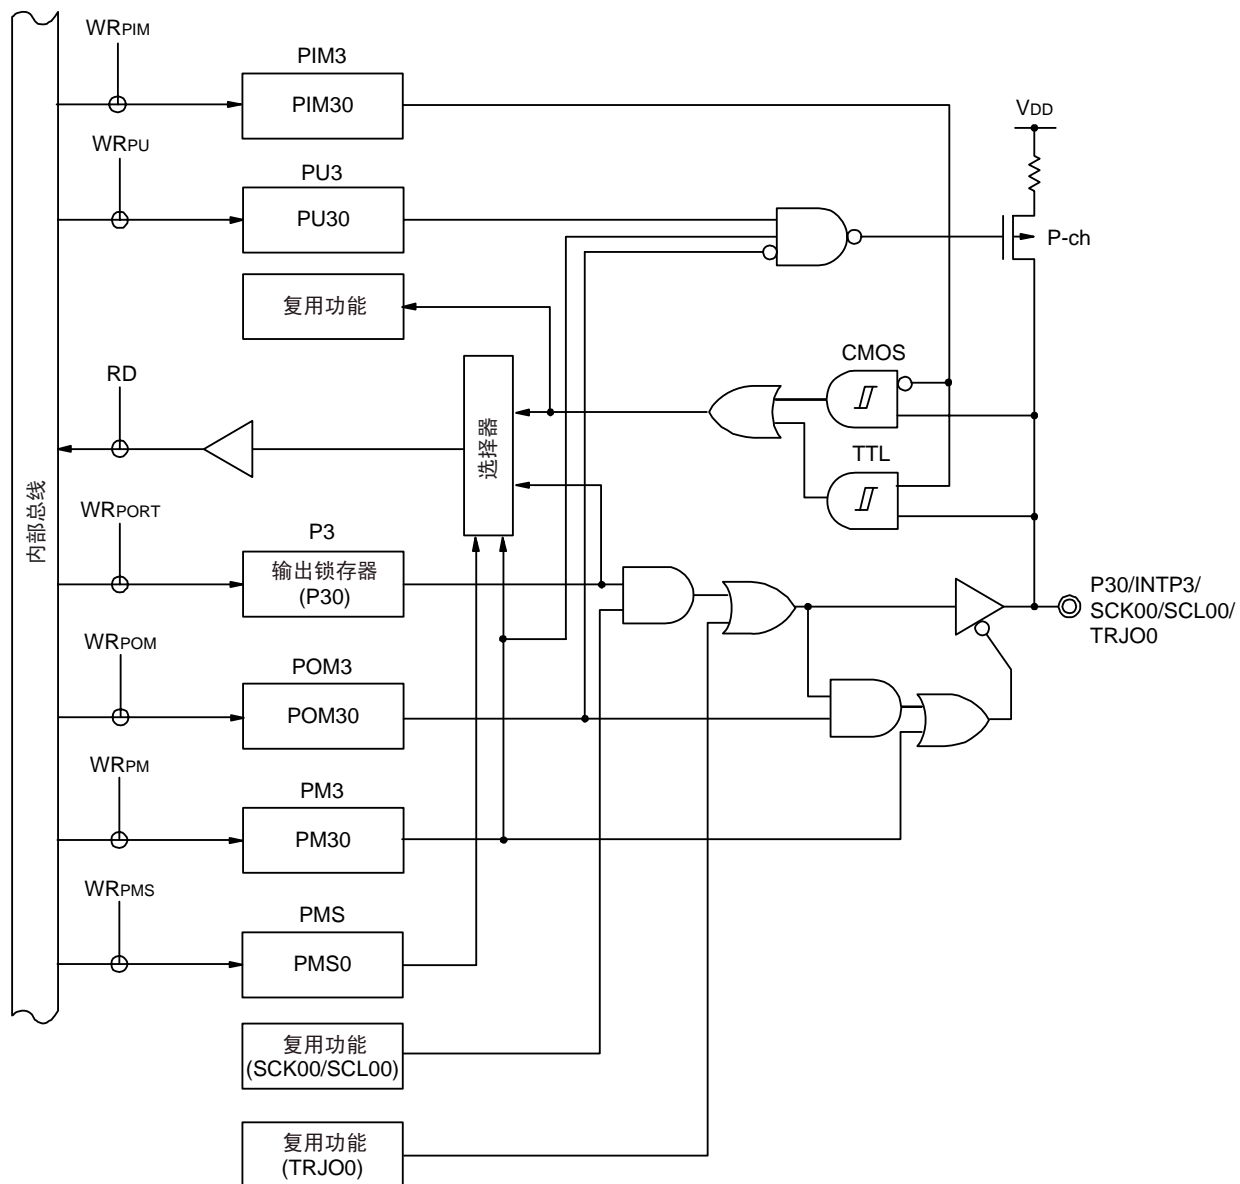 WRPIM
PIM3
PIM30
VDD
WRPU
PU3
PU30
P-ch
复用功能
CMOS
RD
选择器
TTL
内部总线
WRPORT
P3
输出锁存器
(P30)
P30/INTP3/
SCK00/SCL00/
TRJO0
WRPOM
POM3
POM30
WRPM
PM3
PM30
WRPMS
PMS
PMS0
复用功能
(SCK00/SCL00)
复用功能
(TRJO0)